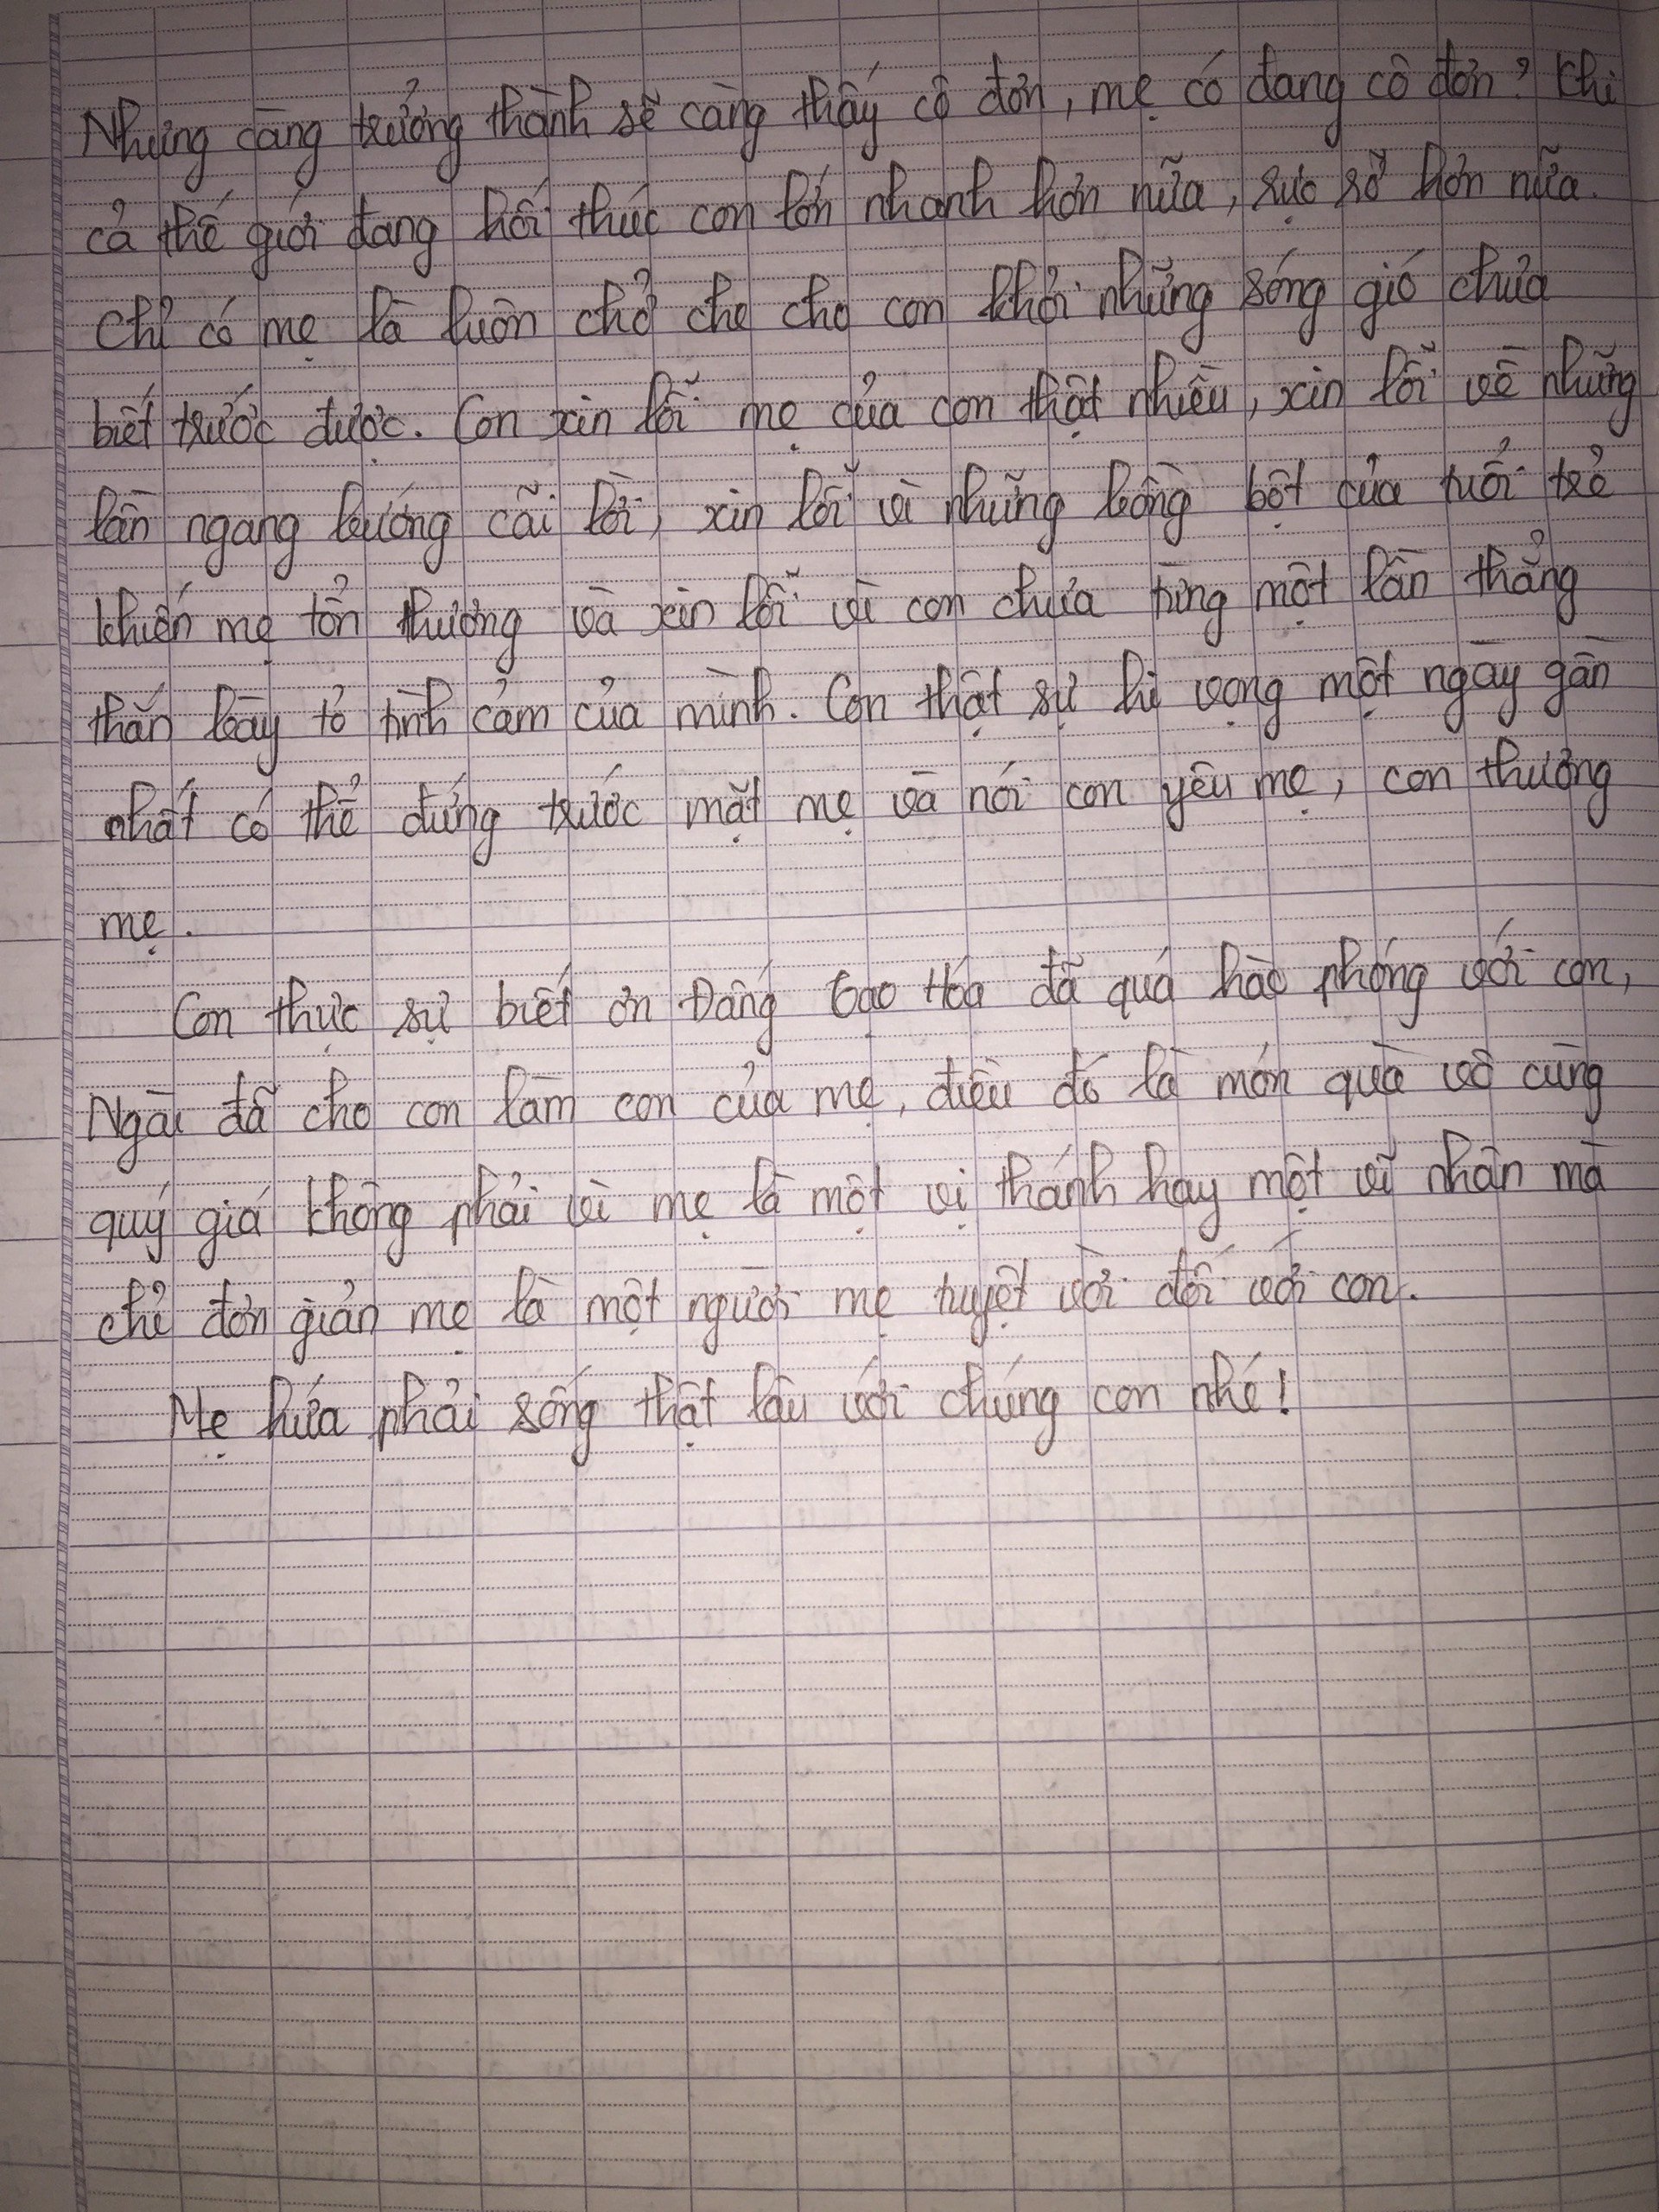 Nhưng càng trưởng thành sẽ càng thấy cô đơn, mẹ có đang cô đơn? Khi
cả thế giới đang hối thúc con lớn nhanh hơn nữa, rực rỡ hơn nữa.
Chỉ có mẹ là luôn chở che cho con khỏi những sóng gió chưa
biết trước được. Con xin lỗi mẹ của con thật nhiều, xin lỗi về những
lần ngang bướng cãi lời, xin lỗi vì những bồng bột của tuổi trẻ
khiến mẹ tổn thương và xin lỗi vì con chưa từng một lần thẳng
thắn bày tỏ tình cảm của mình. Con thật sự hi vọng một ngày gần
nhất có thể đứng trước mặt mẹ và nói con yêu mẹ, con thương
mẹ.
Con thực sự biết ơn Đấng Tạo Hóa đã quá hào phóng với con,
Ngài đã cho con làm con của mẹ, điều đó là món quà vô cùng
quý giá không phải vì mẹ là một vị thánh hay một vĩ nhân mà
chỉ đơn giản mẹ là một người mẹ tuyệt vời đối với con.
Mẹ hứa phải sống thật lâu với chúng con nhé!